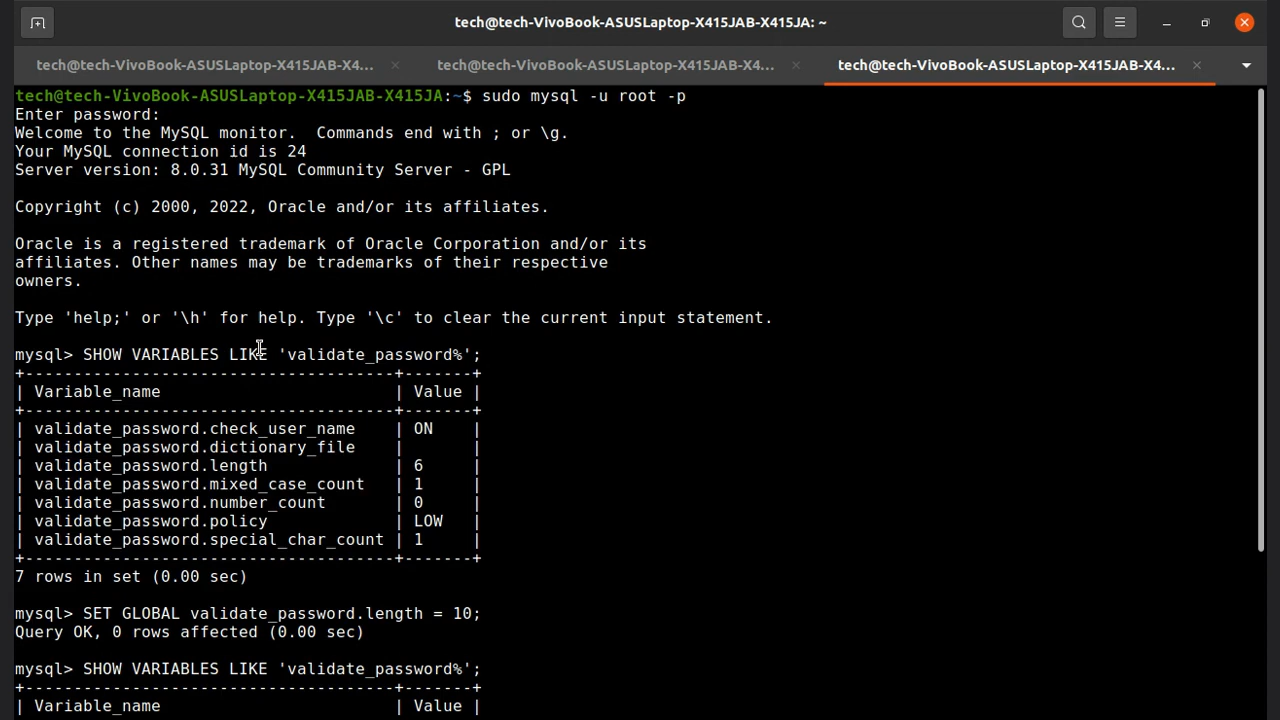 tech@tech-VivoBook-ASUSLaptop-X415JAB-X415JA: ~
tech@tech-VivoBook-ASUSLaptop-X415JAB-X4... × tech@tech-VivoBook-ASUSLaptop-X415JAB-X4... × tech@tech-VivoBook-ASUSLaptop-X415JAB-X4... ×
tech@tech-VivoBook-ASUSLaptop-X415JAB-X415JA:~$ sudo mysql -u root -p
Enter password:
Welcome to the MySQL monitor.  Commands end with ; or \g.
Your MySQL connection id is 24
Server version: 8.0.31 MySQL Community Server - GPL
Copyright (c) 2000, 2022, Oracle and/or its affiliates.
Oracle is a registered trademark of Oracle Corporation and/or its
affiliates. Other names may be trademarks of their respective
owners.
Type 'help;' or '\h' for help. Type '\c' to clear the current input statement.
mysql> SHOW VARIABLES LIKE 'validate_password%';
+--------------------------------------+-------+
| Variable_name                        | Value |
+--------------------------------------+-------+
| validate_password.check_user_name    | ON    |
| validate_password.dictionary_file    |       |
| validate_password.length             | 6     |
| validate_password.mixed_case_count   | 1     |
| validate_password.number_count       | 0     |
| validate_password.policy             | LOW   |
| validate_password.special_char_count | 1     |
+--------------------------------------+-------+
7 rows in set (0.00 sec)
mysql> SET GLOBAL validate_password.length = 10;
Query OK, 0 rows affected (0.00 sec)
mysql> SHOW VARIABLES LIKE 'validate_password%';
+--------------------------------------+-------+
| Variable_name                        | Value |